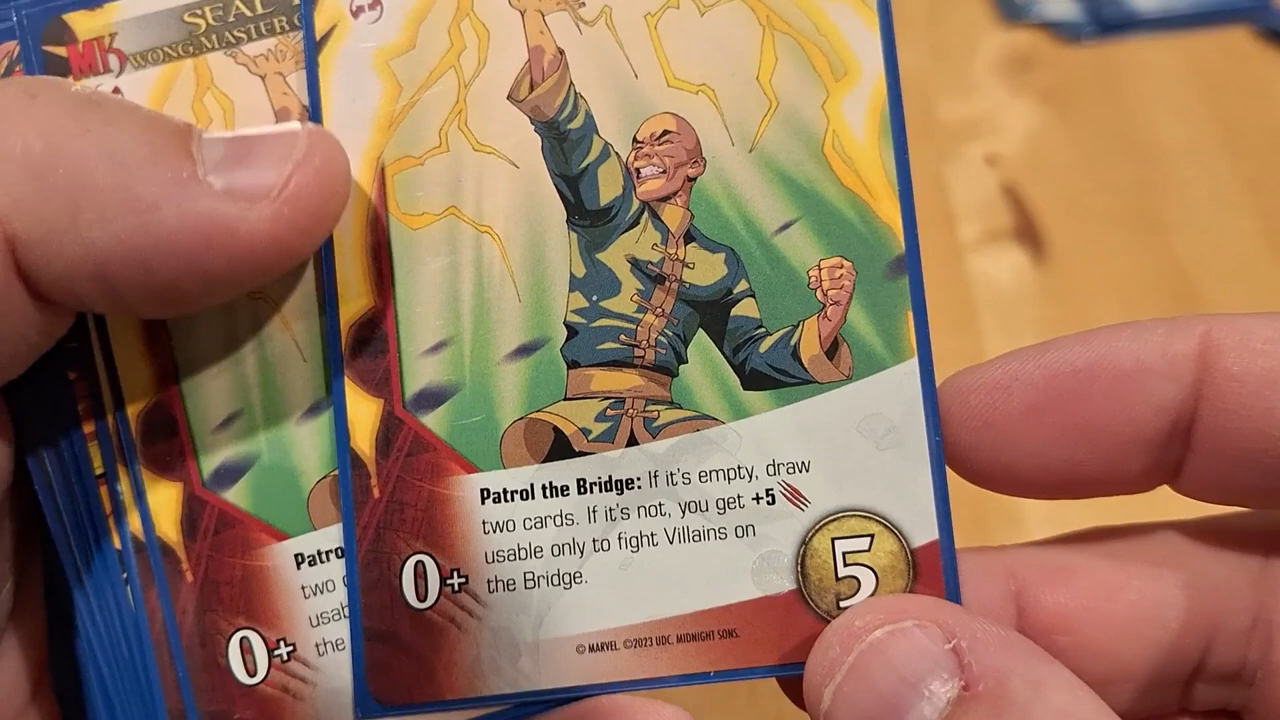 SEAL
MK WONG, MASTER
Patrol the Bridge: If it's empty, draw
two cards. If it's not, you get +5
usable only to fight Villains on
the Bridge.
0+
5
© MARVEL. ©2023 UDC. MIDNIGHT SONS.
Patro
two
usab
the
0+